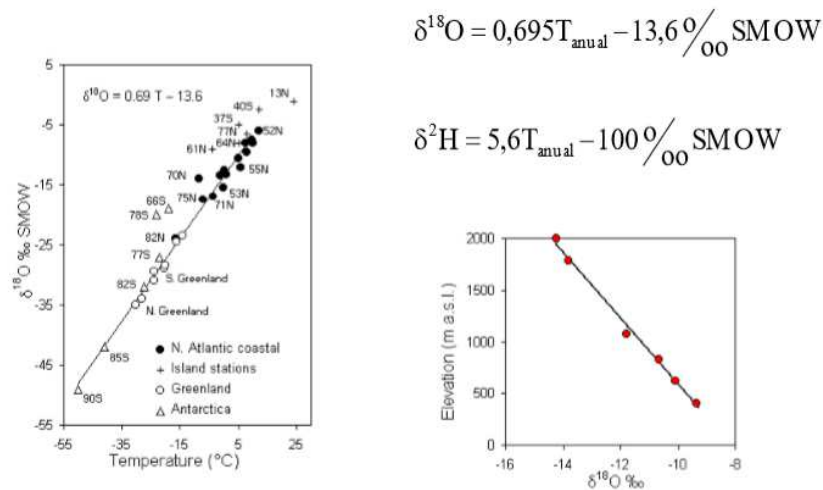 δ¹⁸O = 0,695T_anual − 13,6 ‰ SMOW
δ²H = 5,6T_anual − 100 ‰ SMOW
δ¹⁸O = 0.69 T − 13.6
13N
40S
37S
77N
52N
64N
61N
55N
70N
53N
75N
71N
66S
78S
82N
77S
S. Greenland
82S
N. Greenland
85S
90S
N. Atlantic coastal
Island stations
Greenland
Antarctica
5
-5
-15
-25
-35
-45
-55
δ¹⁸O ‰ SMOW
-55
-35
-15
5
25
Temperature (°C)
2000
1500
1000
500
0
Elevation (m a.s.l.)
-16
-14
-12
-10
-8
δ¹⁸O ‰